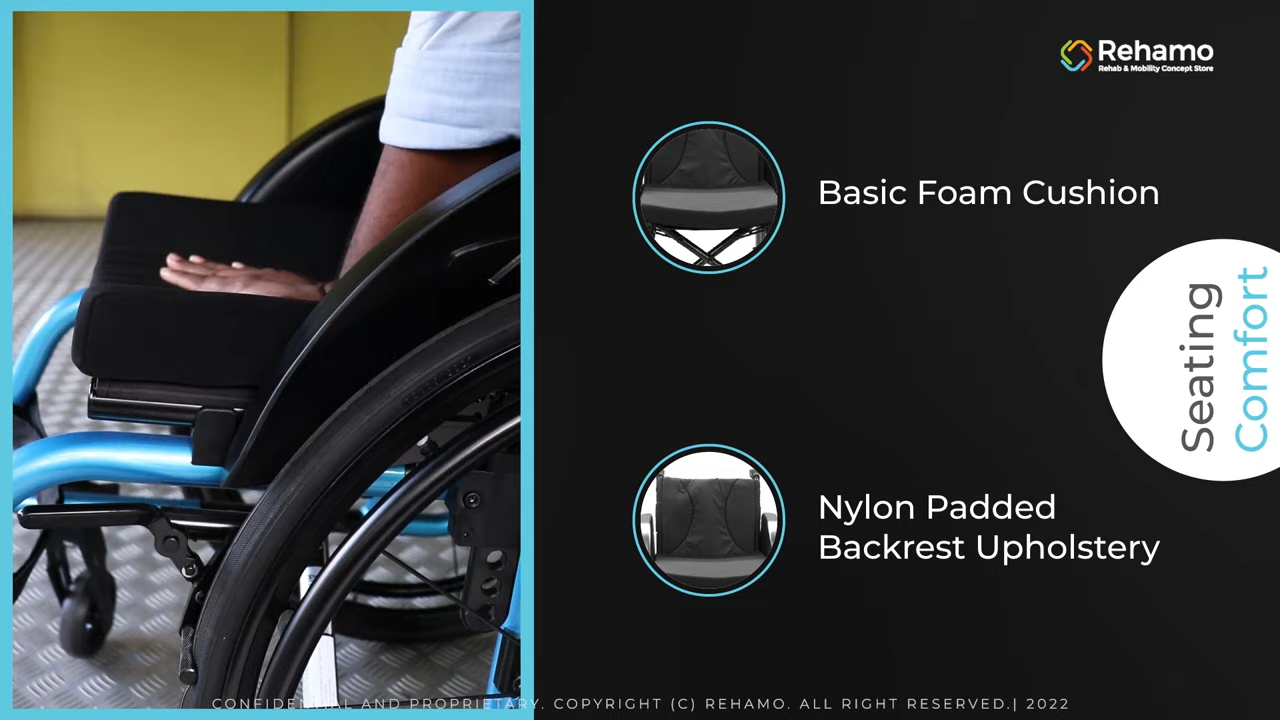 Rehamo
Rehab & Mobility Concept Store
Basic Foam Cushion
Seating
Comfort
Nylon Padded
Backrest Upholstery
CONFIDENTIAL AND PROPRIETARY. COPYRIGHT (C) REHAMO. ALL RIGHT RESERVED.| 2022